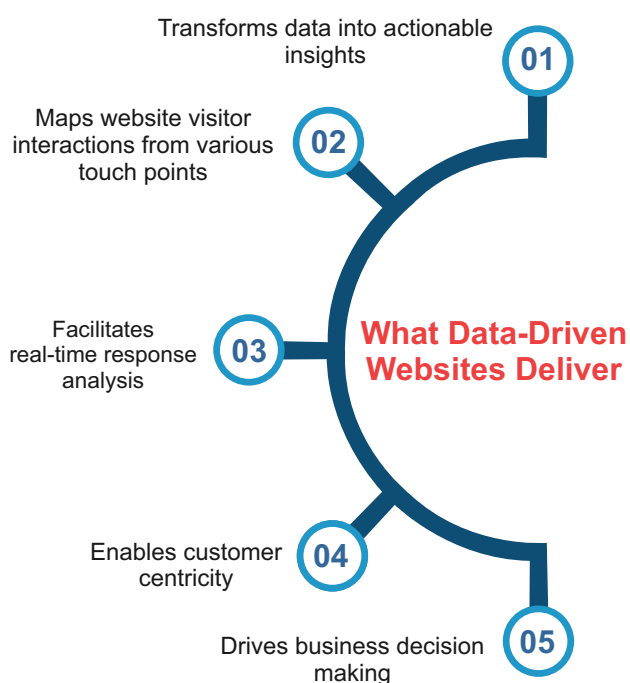 Transforms data into actionable
insights
01
Maps website visitor
interactions from various
touch points
02
Facilitates
real-time response
analysis
03
What Data-Driven
Websites Deliver
Enables customer
centricity
04
Drives business decision
making
05